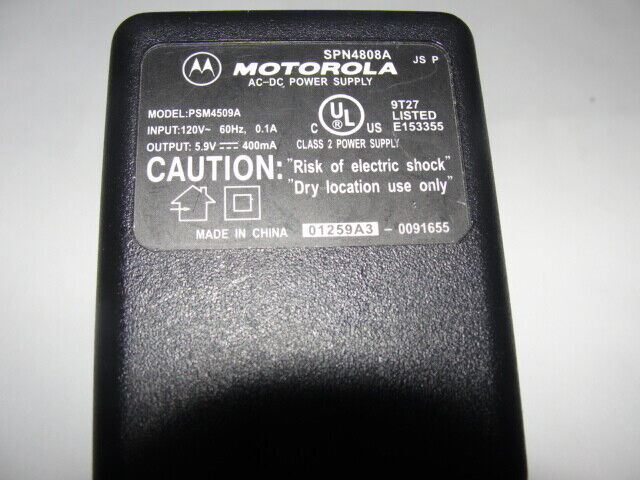 SPN4808A
JS P
MOTOROLA
AC-DC POWER SUPPLY
MODEL:PSM4509A
INPUT:120V~ 60Hz, 0.1A
OUTPUT: 5.9V ⎓ 400mA
C UL US
9T27
LISTED
E153355
CLASS 2 POWER SUPPLY
CAUTION: "Risk of electric shock"
"Dry location use only"
MADE IN CHINA 01259A3 - 0091655